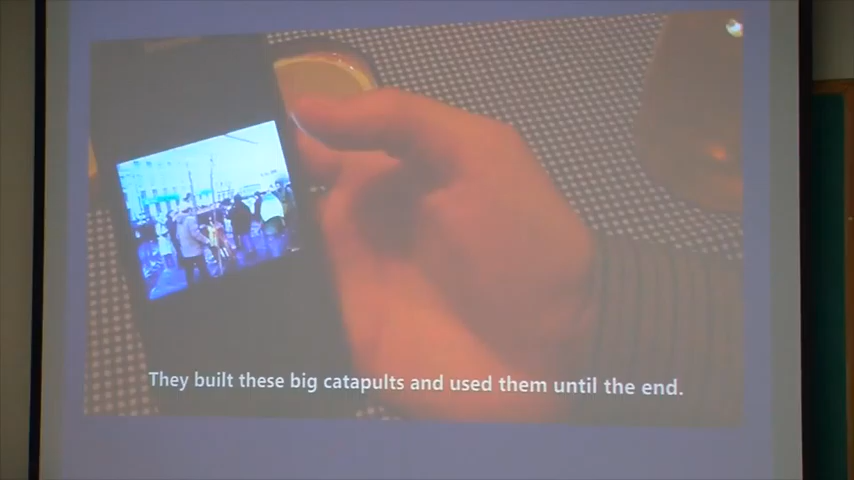 They built these big catapults and used them until the end.